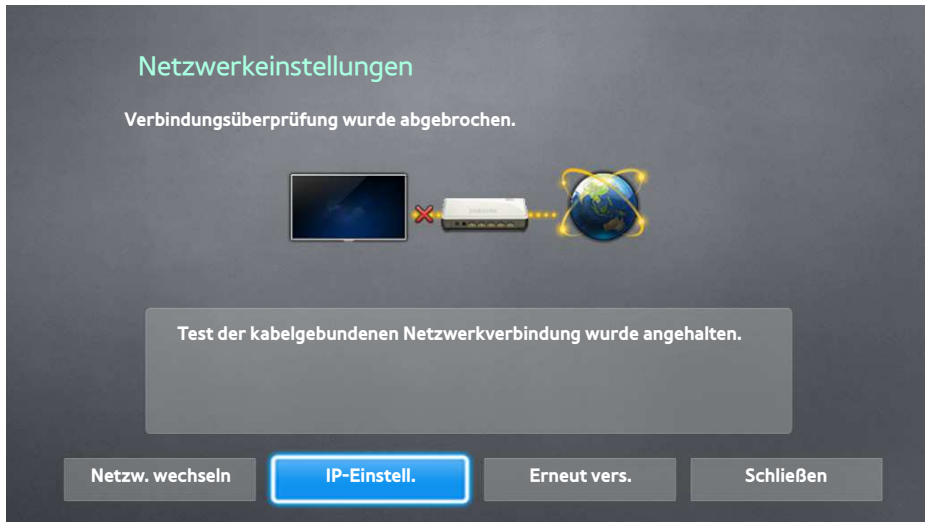 Netzwerkeinstellungen
Verbindungsüberprüfung wurde abgebrochen.
Test der kabelgebundenen Netzwerkverbindung wurde angehalten.
Netzw. wechseln
IP-Einstell.
Erneut vers.
Schließen